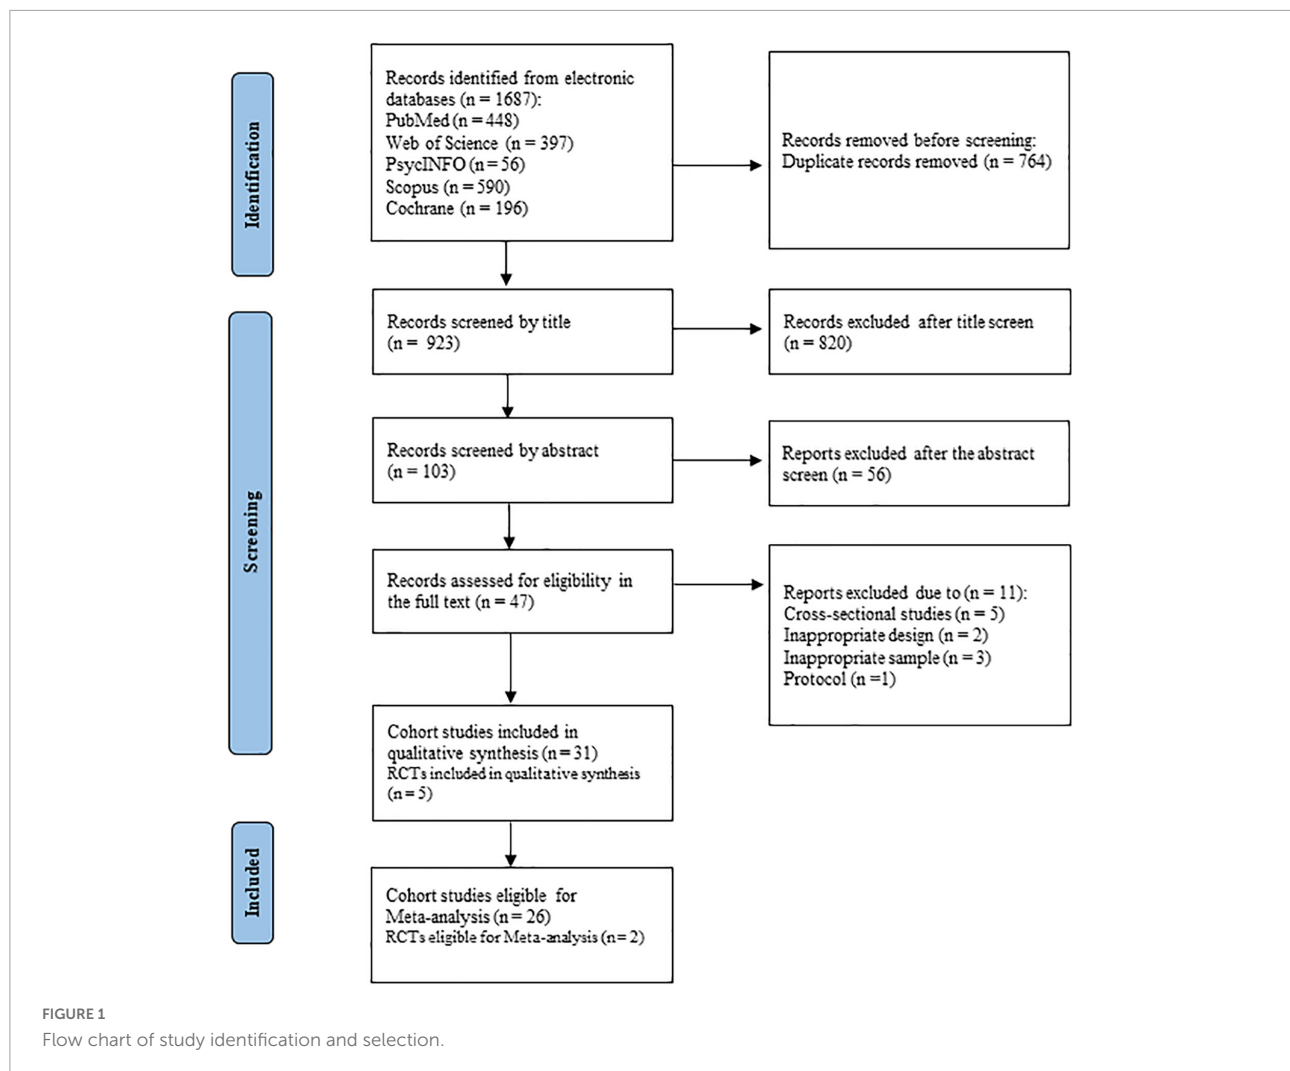 Identification
Records identified from electronic
databases (n = 1687):
PubMed (n = 448)
Web of Science (n = 397)
PsycINFO (n = 56)
Scopus (n = 590)
Cochrane (n = 196)
Records removed before screening:
Duplicate records removed (n = 764)
Screening
Records screened by title
(n = 923)
Records excluded after title screen
(n = 820)
Records screened by abstract
(n = 103)
Reports excluded after the abstract
screen (n = 56)
Records assessed for eligibility in
the full text (n = 47)
Reports excluded due to (n = 11):
Cross-sectional studies (n = 5)
Inappropriate design (n = 2)
Inappropriate sample (n = 3)
Protocol (n =1)
Cohort studies included in
qualitative synthesis (n = 31)
RCTs included in qualitative synthesis
(n = 5)
Included
Cohort studies eligible for
Meta-analysis (n = 26)
RCTs eligible for Meta-analysis (n = 2)
FIGURE 1
Flow chart of study identification and selection.